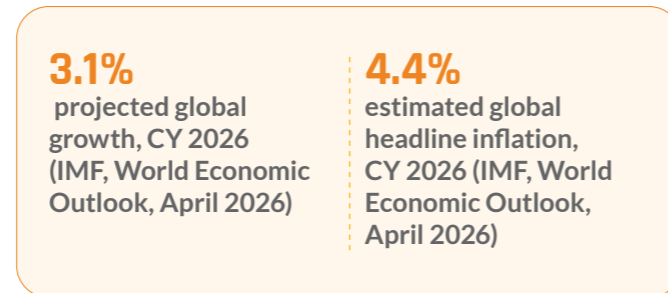 3.1%
projected global
growth, CY 2026
(IMF, World Economic
Outlook, April 2026)
4.4%
estimated global
headline inflation,
CY 2026 (IMF, World
Economic Outlook,
April 2026)